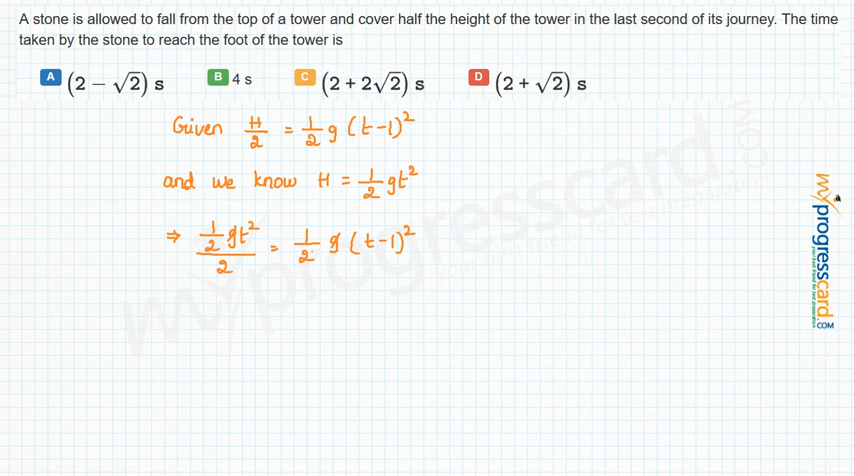 A stone is allowed to fall from the top of a tower and cover half the height of the tower in the last second of its journey. The time
taken by the stone to reach the foot of the tower is
A (2 − √2) s B 4 s C (2 + 2√2) s D (2 + √2) s
Given H/2 = 1/2 g (t−1)²
and we know H = 1/2 gt²
⇒ (1/2 gt²)/2 = 1/2 g (t−1)²
myprogresscard
.COM